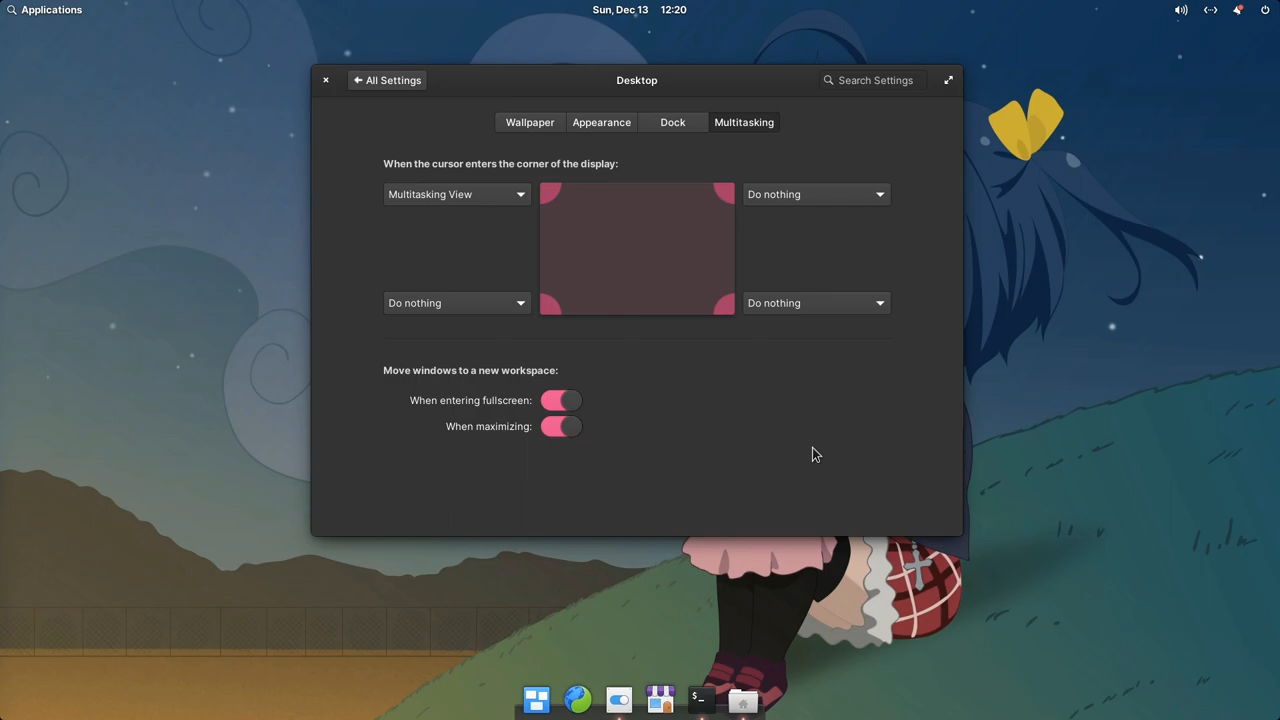 Applications
Sun, Dec 13 12:20
All Settings
Desktop
Search Settings
Wallpaper Appearance Dock Multitasking
When the cursor enters the corner of the display:
Multitasking View Do nothing
Do nothing Do nothing
Move windows to a new workspace:
When entering fullscreen:
When maximizing:
$_